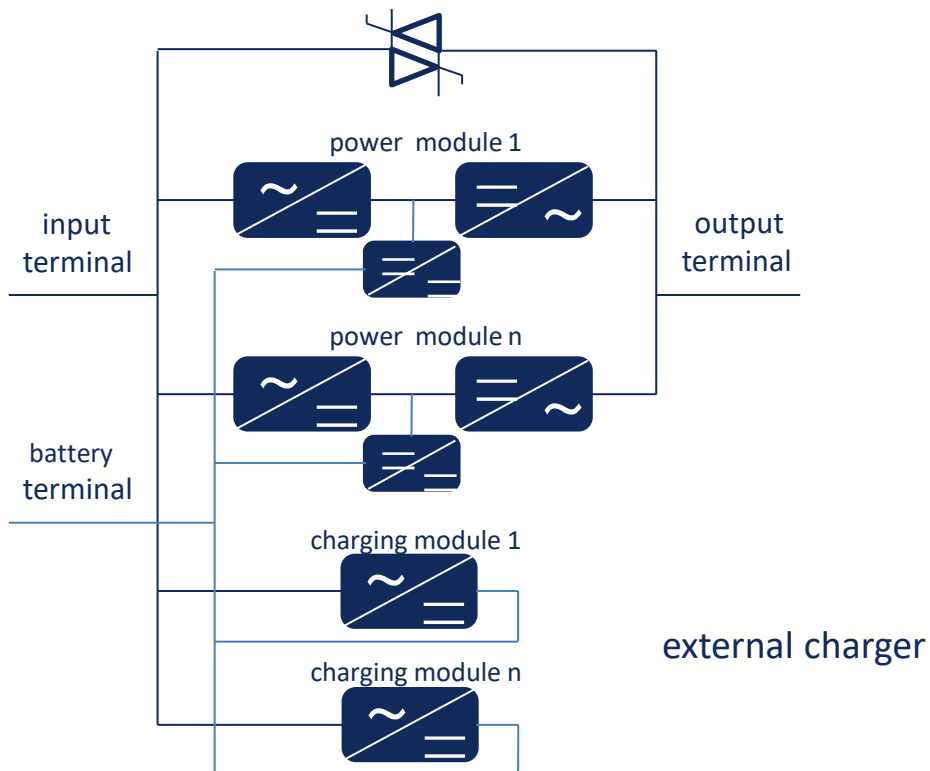 power module 1
input
terminal
output
terminal
power module n
battery
terminal
charging module 1
external charger
charging module n